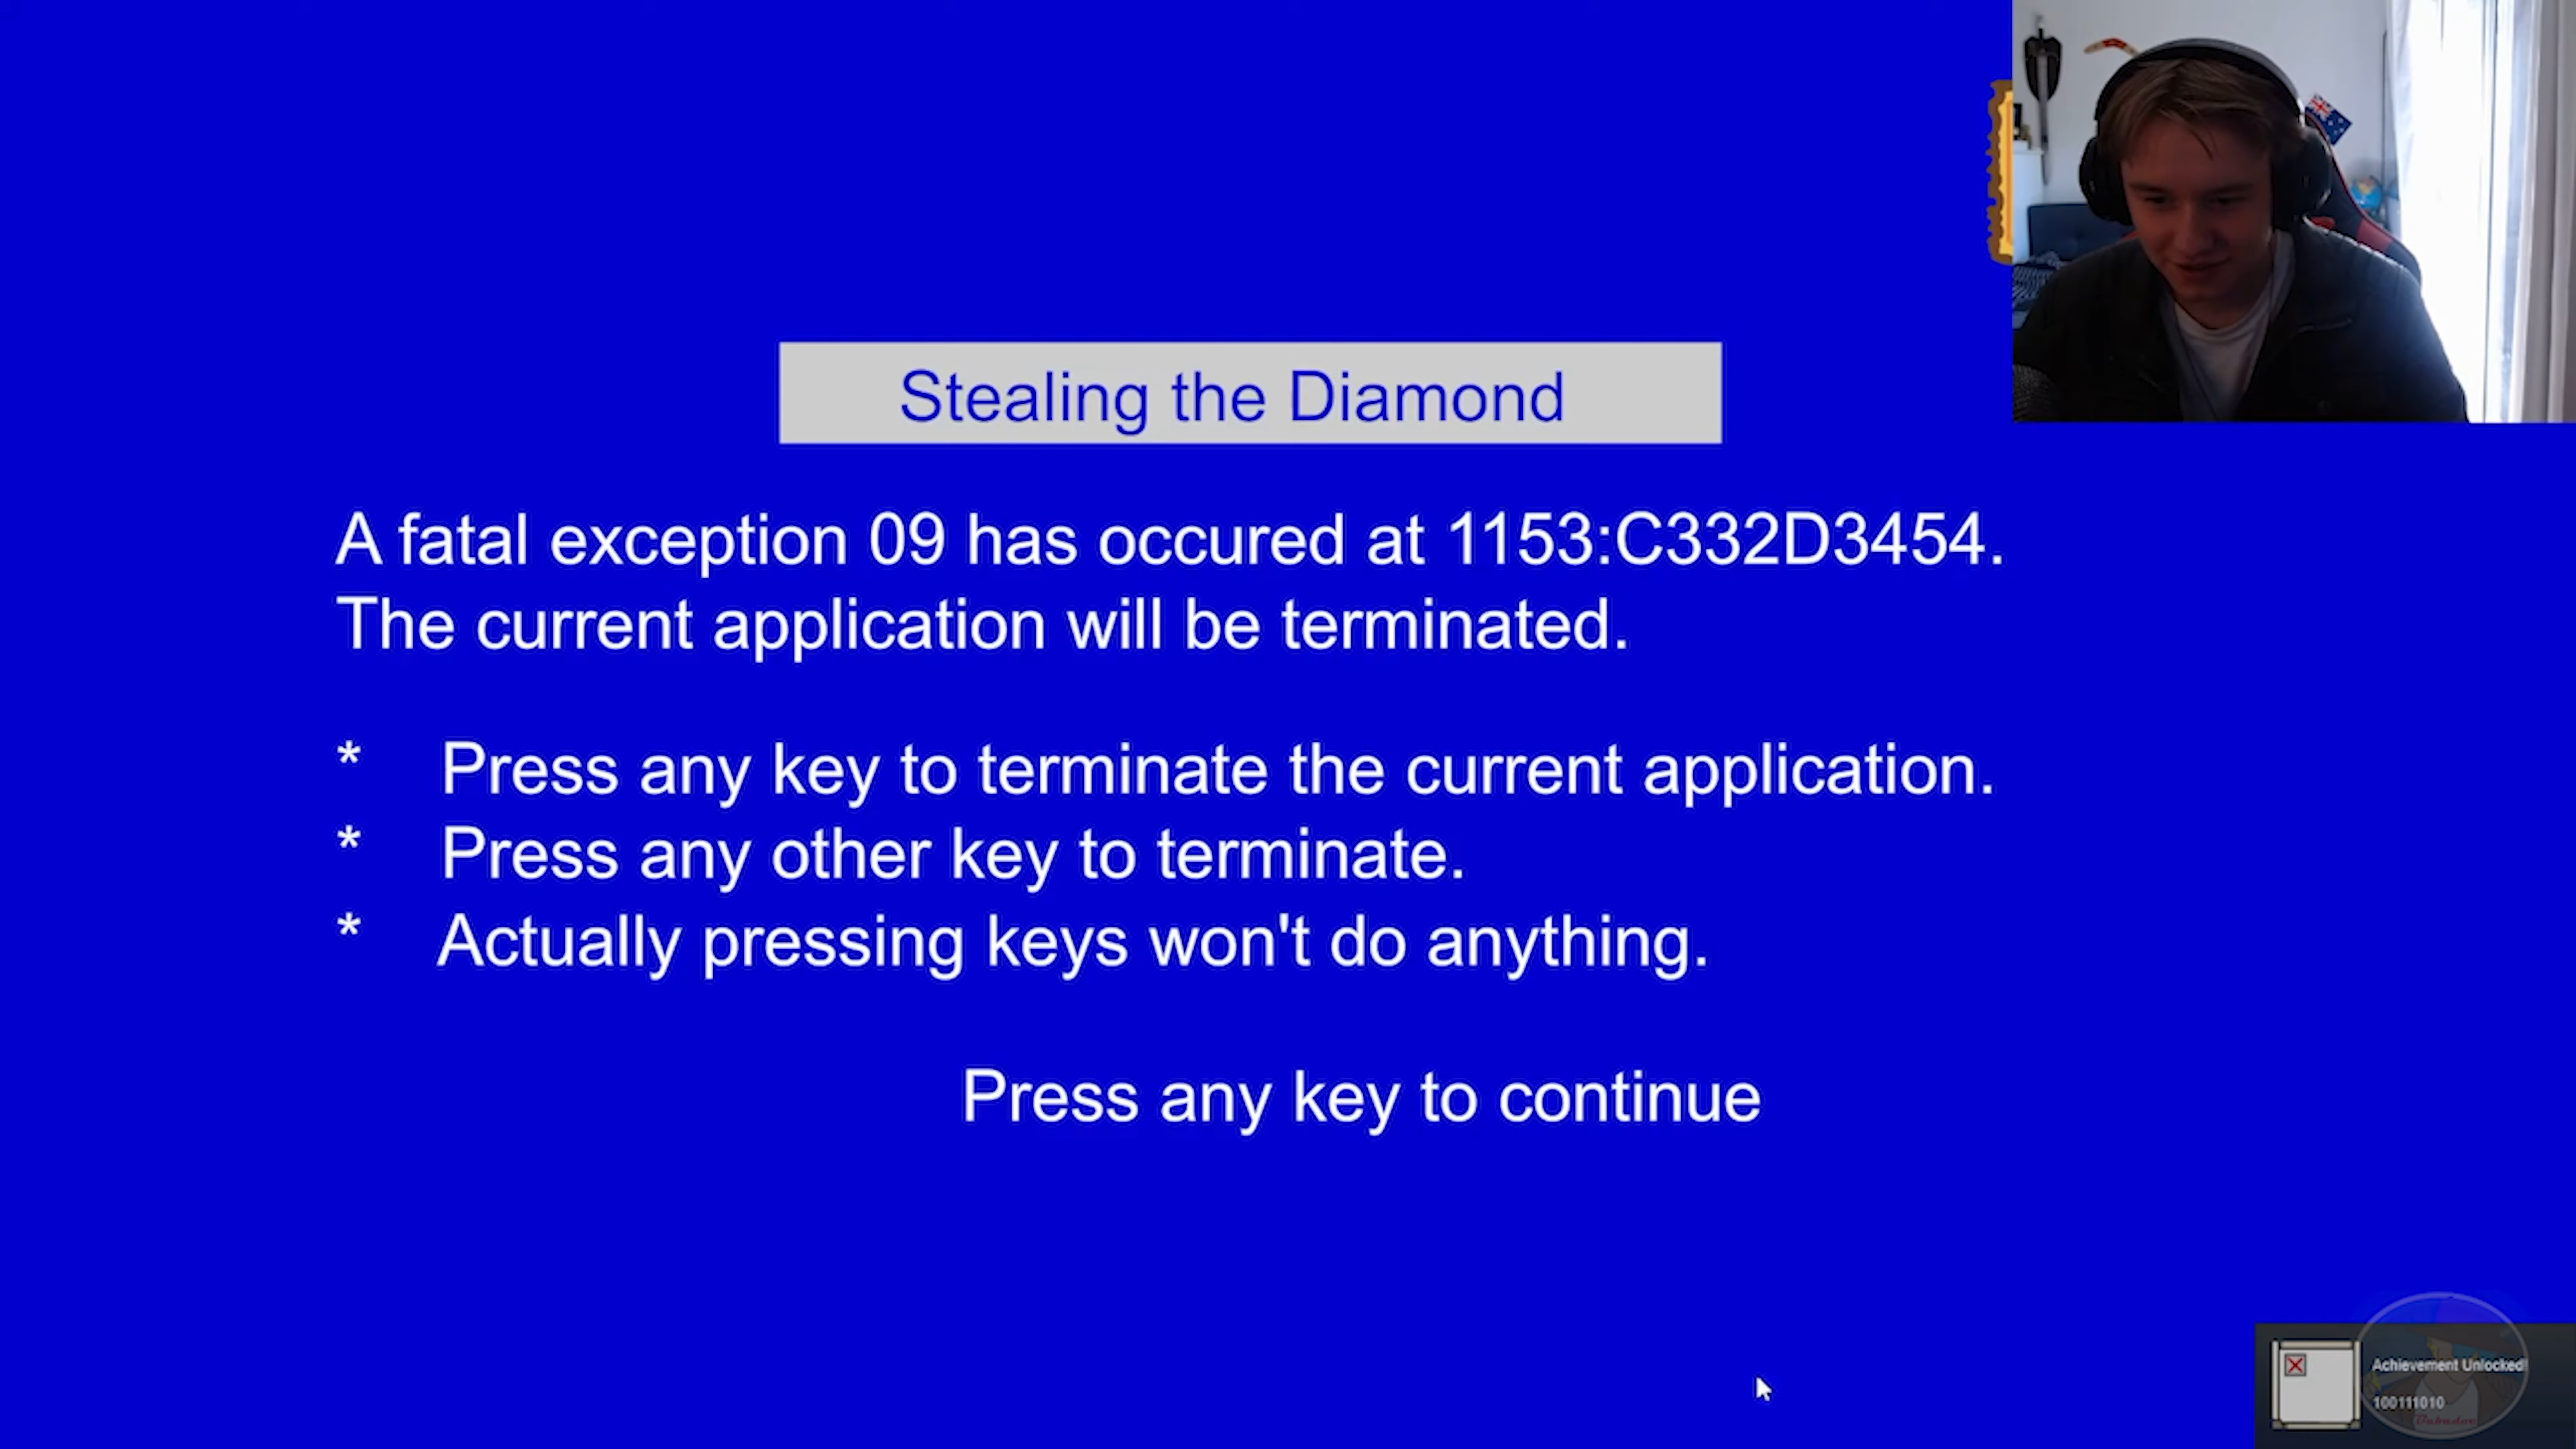 Stealing the Diamond
A fatal exception 09 has occured at 1153:C332D3454.
The current application will be terminated.
* Press any key to terminate the current application.
* Press any other key to terminate.
* Actually pressing keys won't do anything.
Press any key to continue
Achievement Unlocked!
100111010